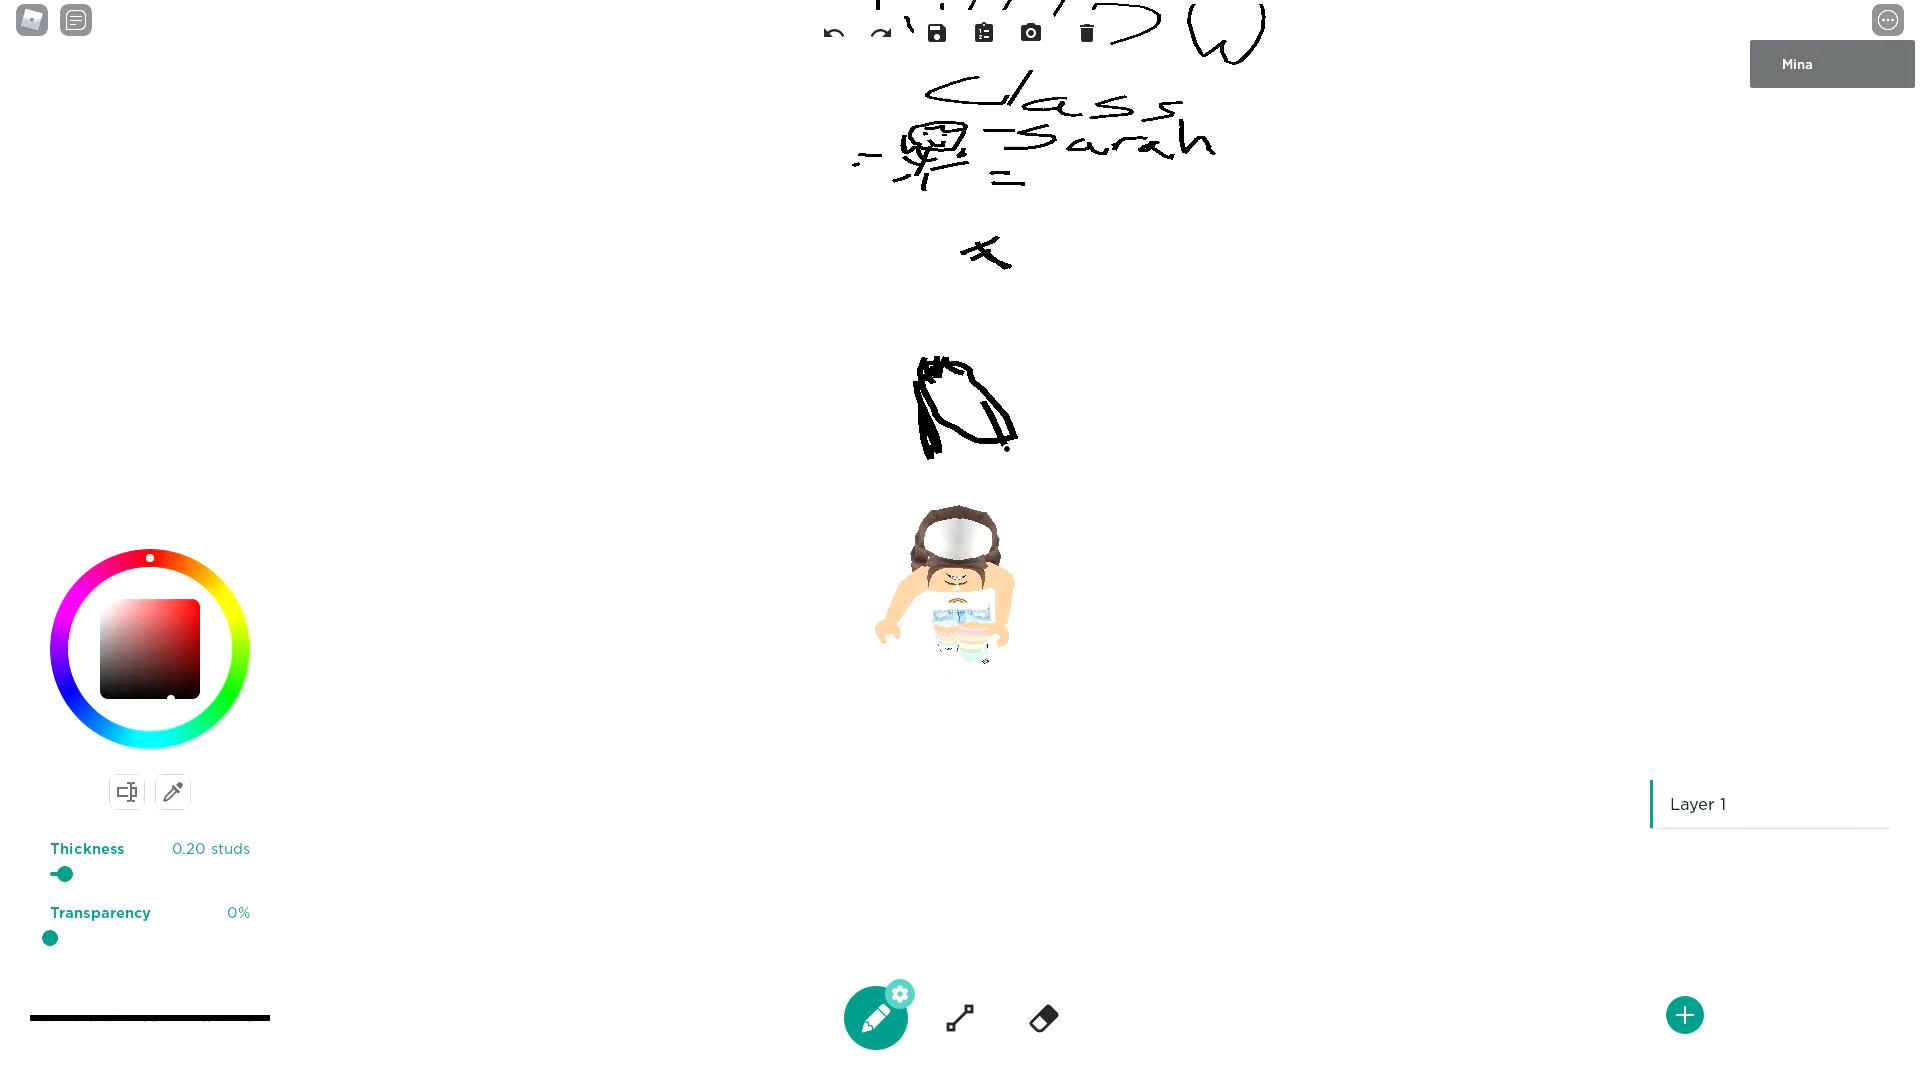 Mina
Class
Sarah
Thickness 0.20 studs
Transparency 0%
Layer 1